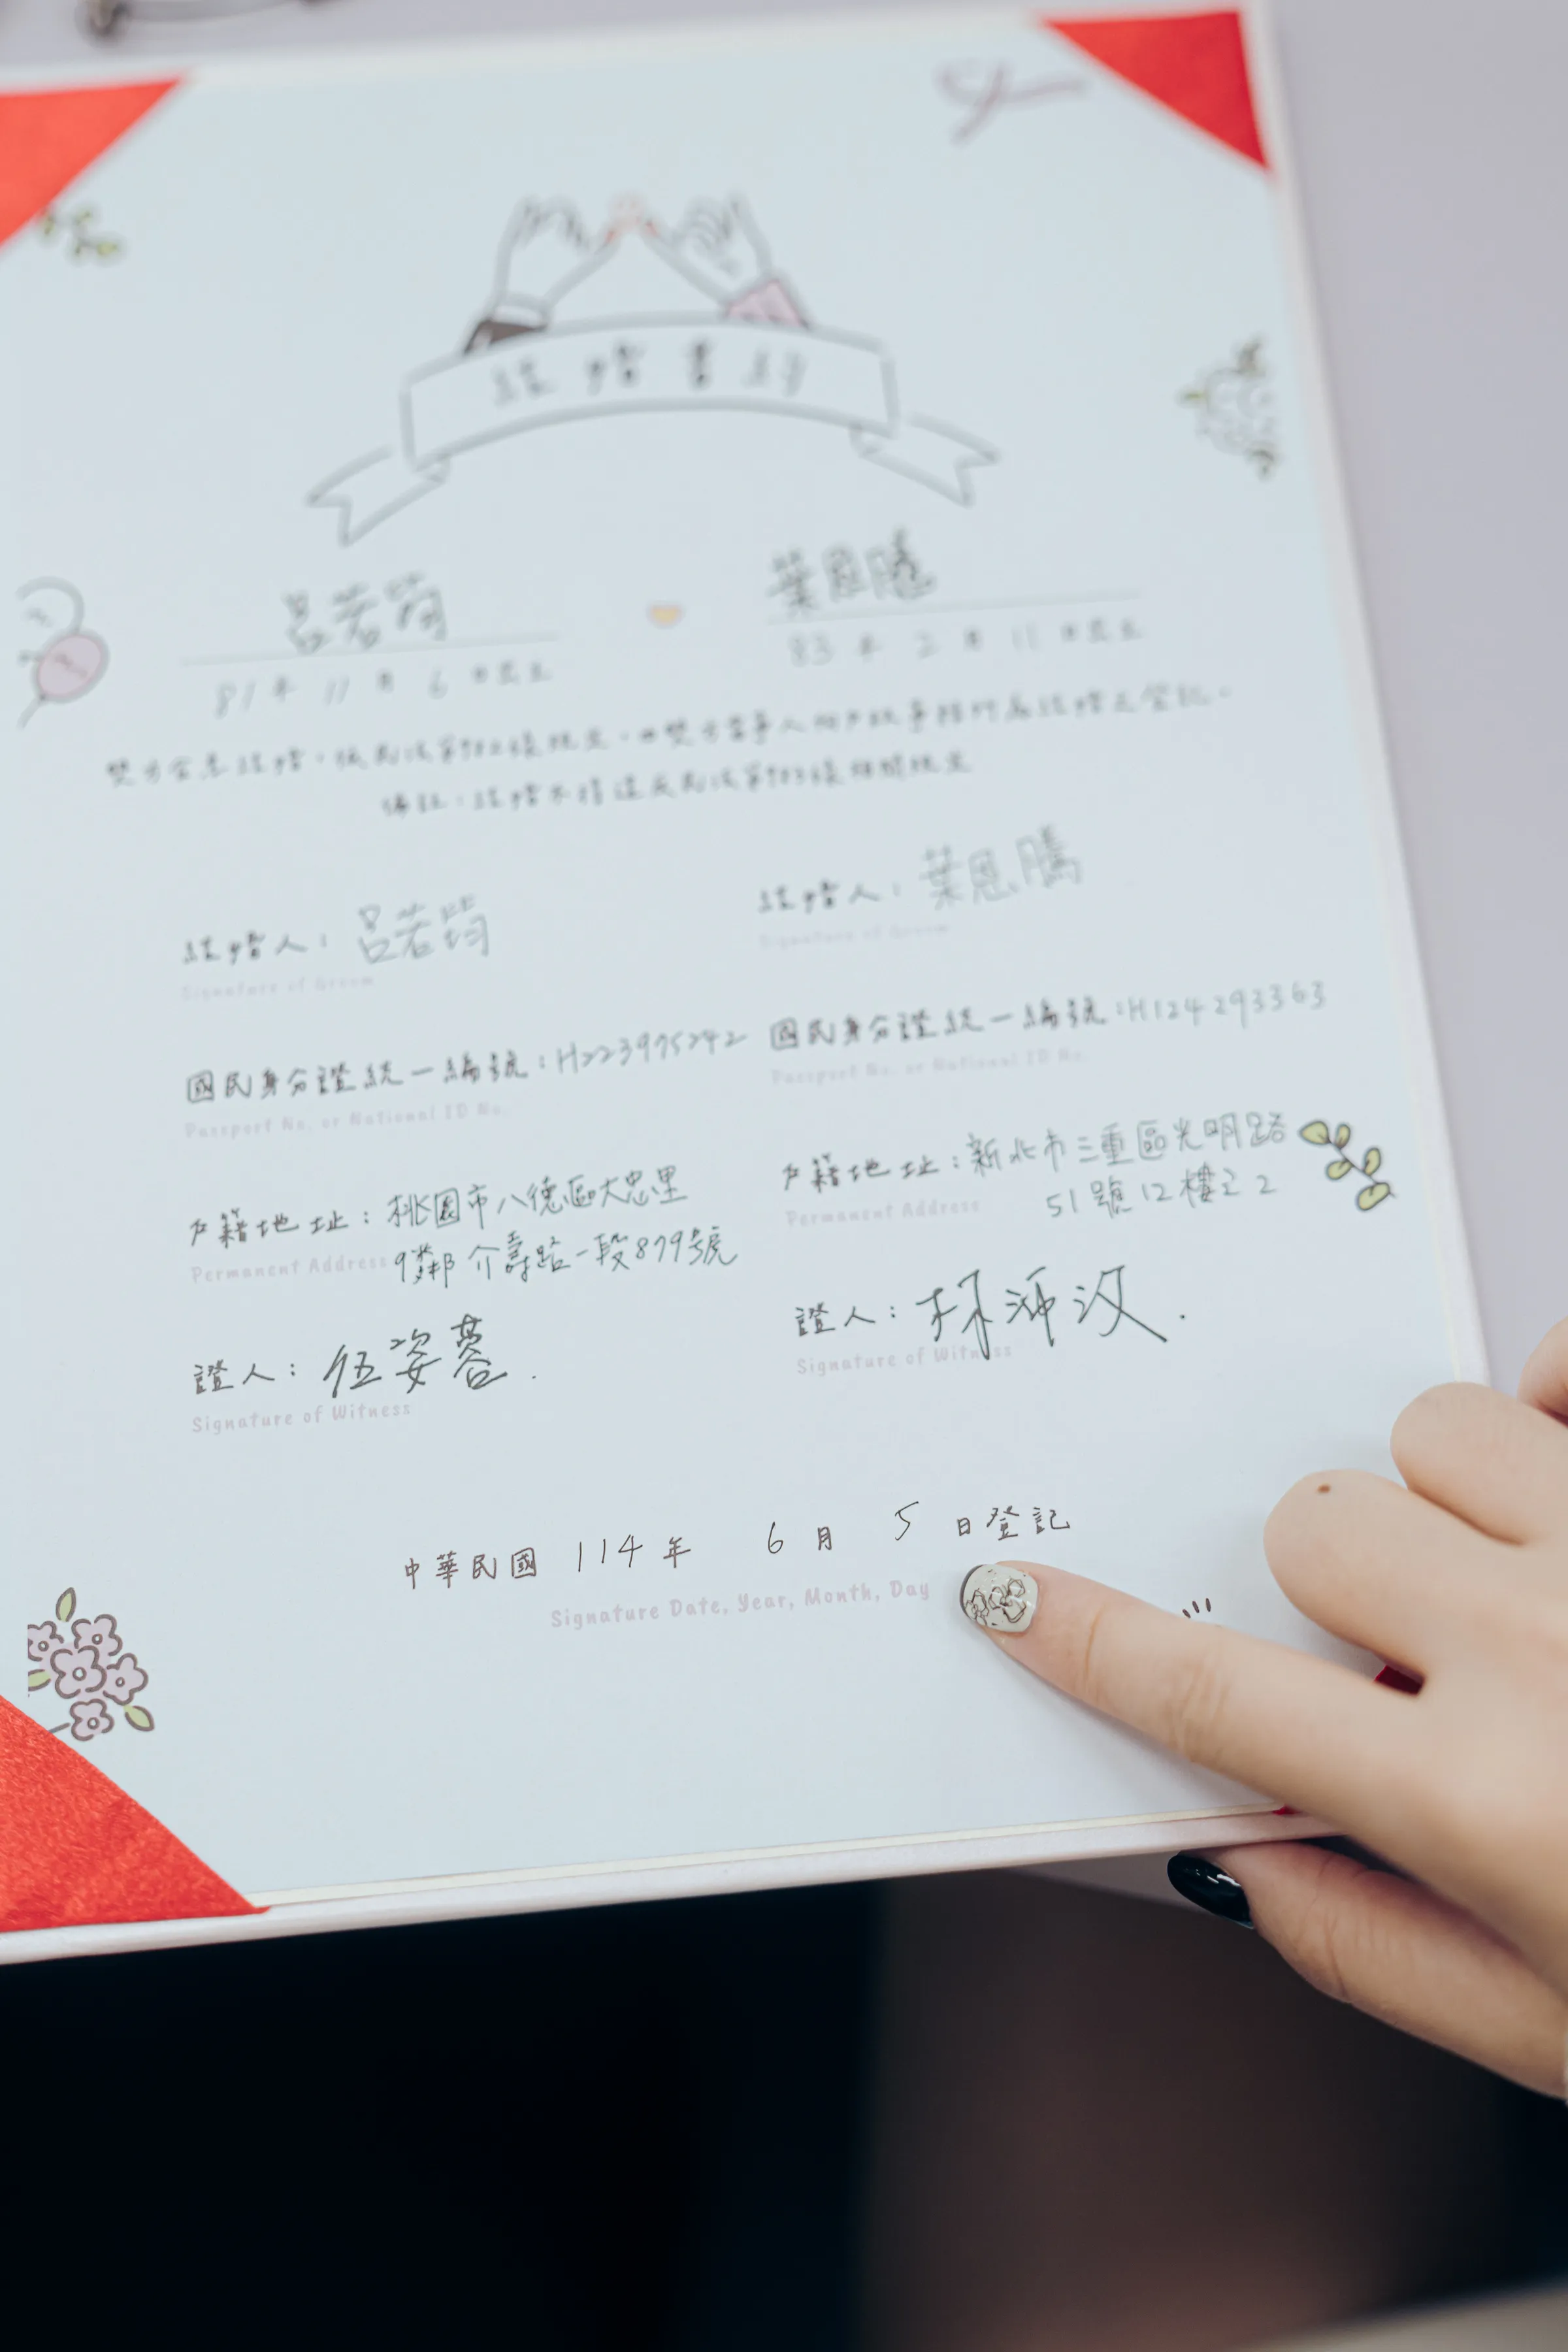 結婚書約
呂若筠 葉恩騰
81年 11月 6日出生 83年 2月 11日出生
雙方合意結婚，依民法第982條規定，由雙方當事人向戶政事務所為結婚之登記。
備註：結婚不得違反民法第983條相關規定
結婚人：呂若筠 結婚人：葉恩騰
Signature of Groom Signature of Groom
國民身分證統一編號：H223975242 國民身分證統一編號：H124293363
Passport No. or National ID No. Passport No. or National ID No.
戶籍地址：桃園市八德區大忠里 戶籍地址：新北市三重區光明路
Permanent Address 9鄰介壽路一段879號 Permanent Address 51號12樓之2
證人：伍姿蓉. 證人：林沛汶.
Signature of Witness Signature of Witness
中華民國 114年 6月 5日登記
Signature Date, Year, Month, Day